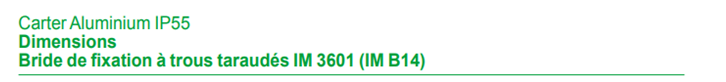 Carter Aluminium IP55
Dimensions
Bride de fixation à trous taraudés IM 3601 (IM B14)